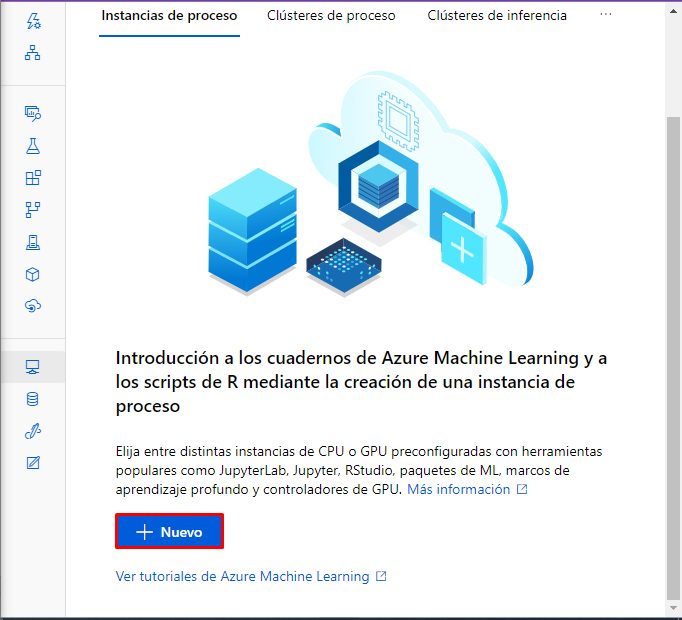 Instancias de proceso Clústeres de proceso Clústeres de inferencia ...
Introducción a los cuadernos de Azure Machine Learning y a
los scripts de R mediante la creación de una instancia de
proceso
Elija entre distintas instancias de CPU o GPU preconfiguradas con herramientas
populares como JupyterLab, Jupyter, RStudio, paquetes de ML, marcos de
aprendizaje profundo y controladores de GPU. Más información
Nuevo
Ver tutoriales de Azure Machine Learning